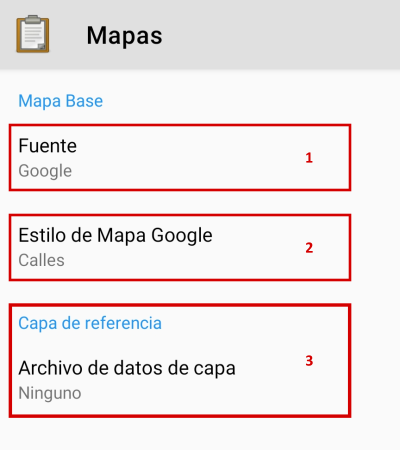 Mapas
Mapa Base
Fuente
1
Google
Estilo de Mapa Google
2
Calles
Capa de referencia
3
Archivo de datos de capa
Ninguno